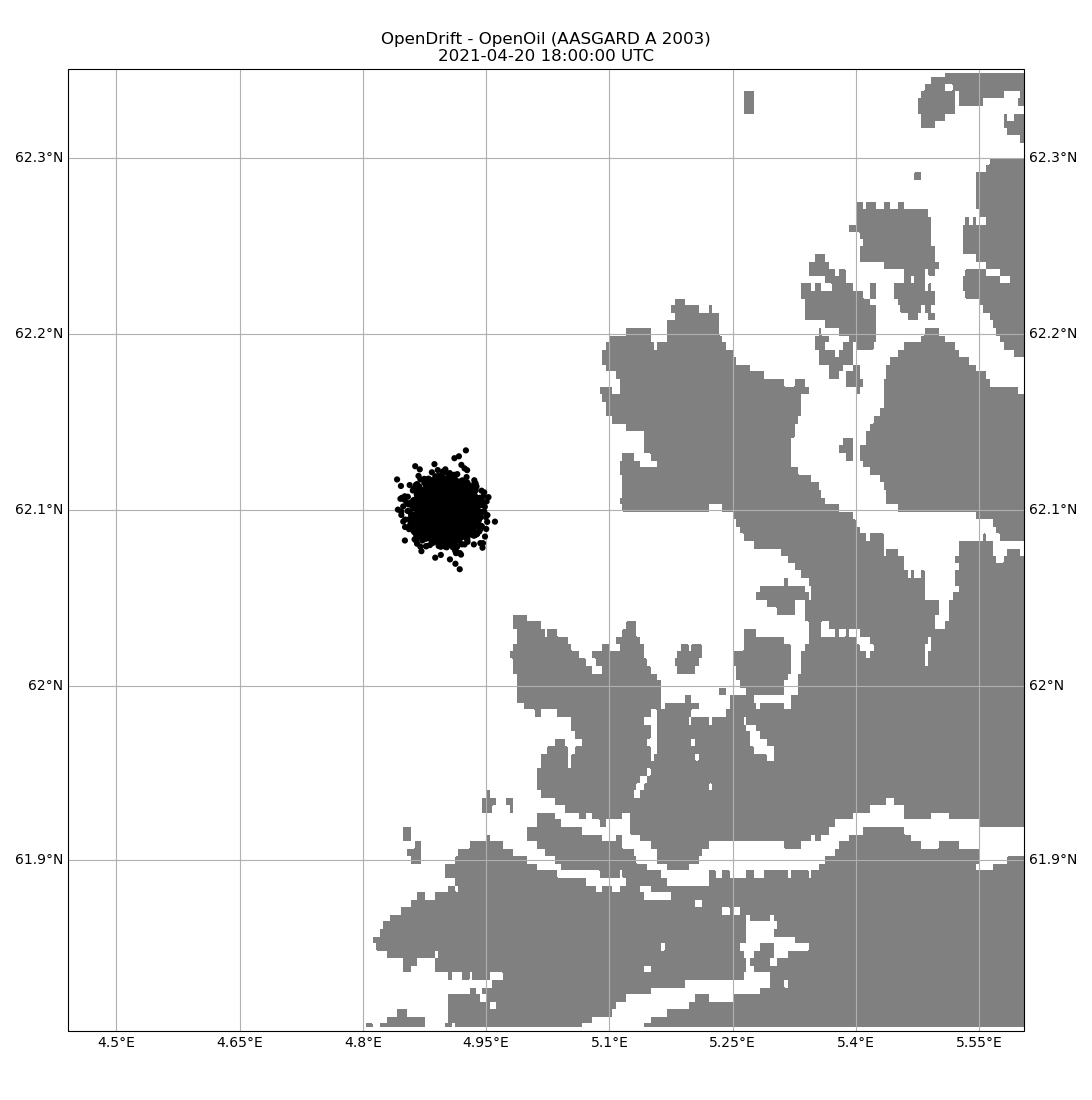 OpenDrift - OpenOil (AASGARD A 2003)
2021-04-20 18:00:00 UTC
62.3°N 62.3°N
62.2°N 62.2°N
62.1°N 62.1°N
62°N 62°N
61.9°N 61.9°N
4.5°E 4.65°E 4.8°E 4.95°E 5.1°E 5.25°E 5.4°E 5.55°E